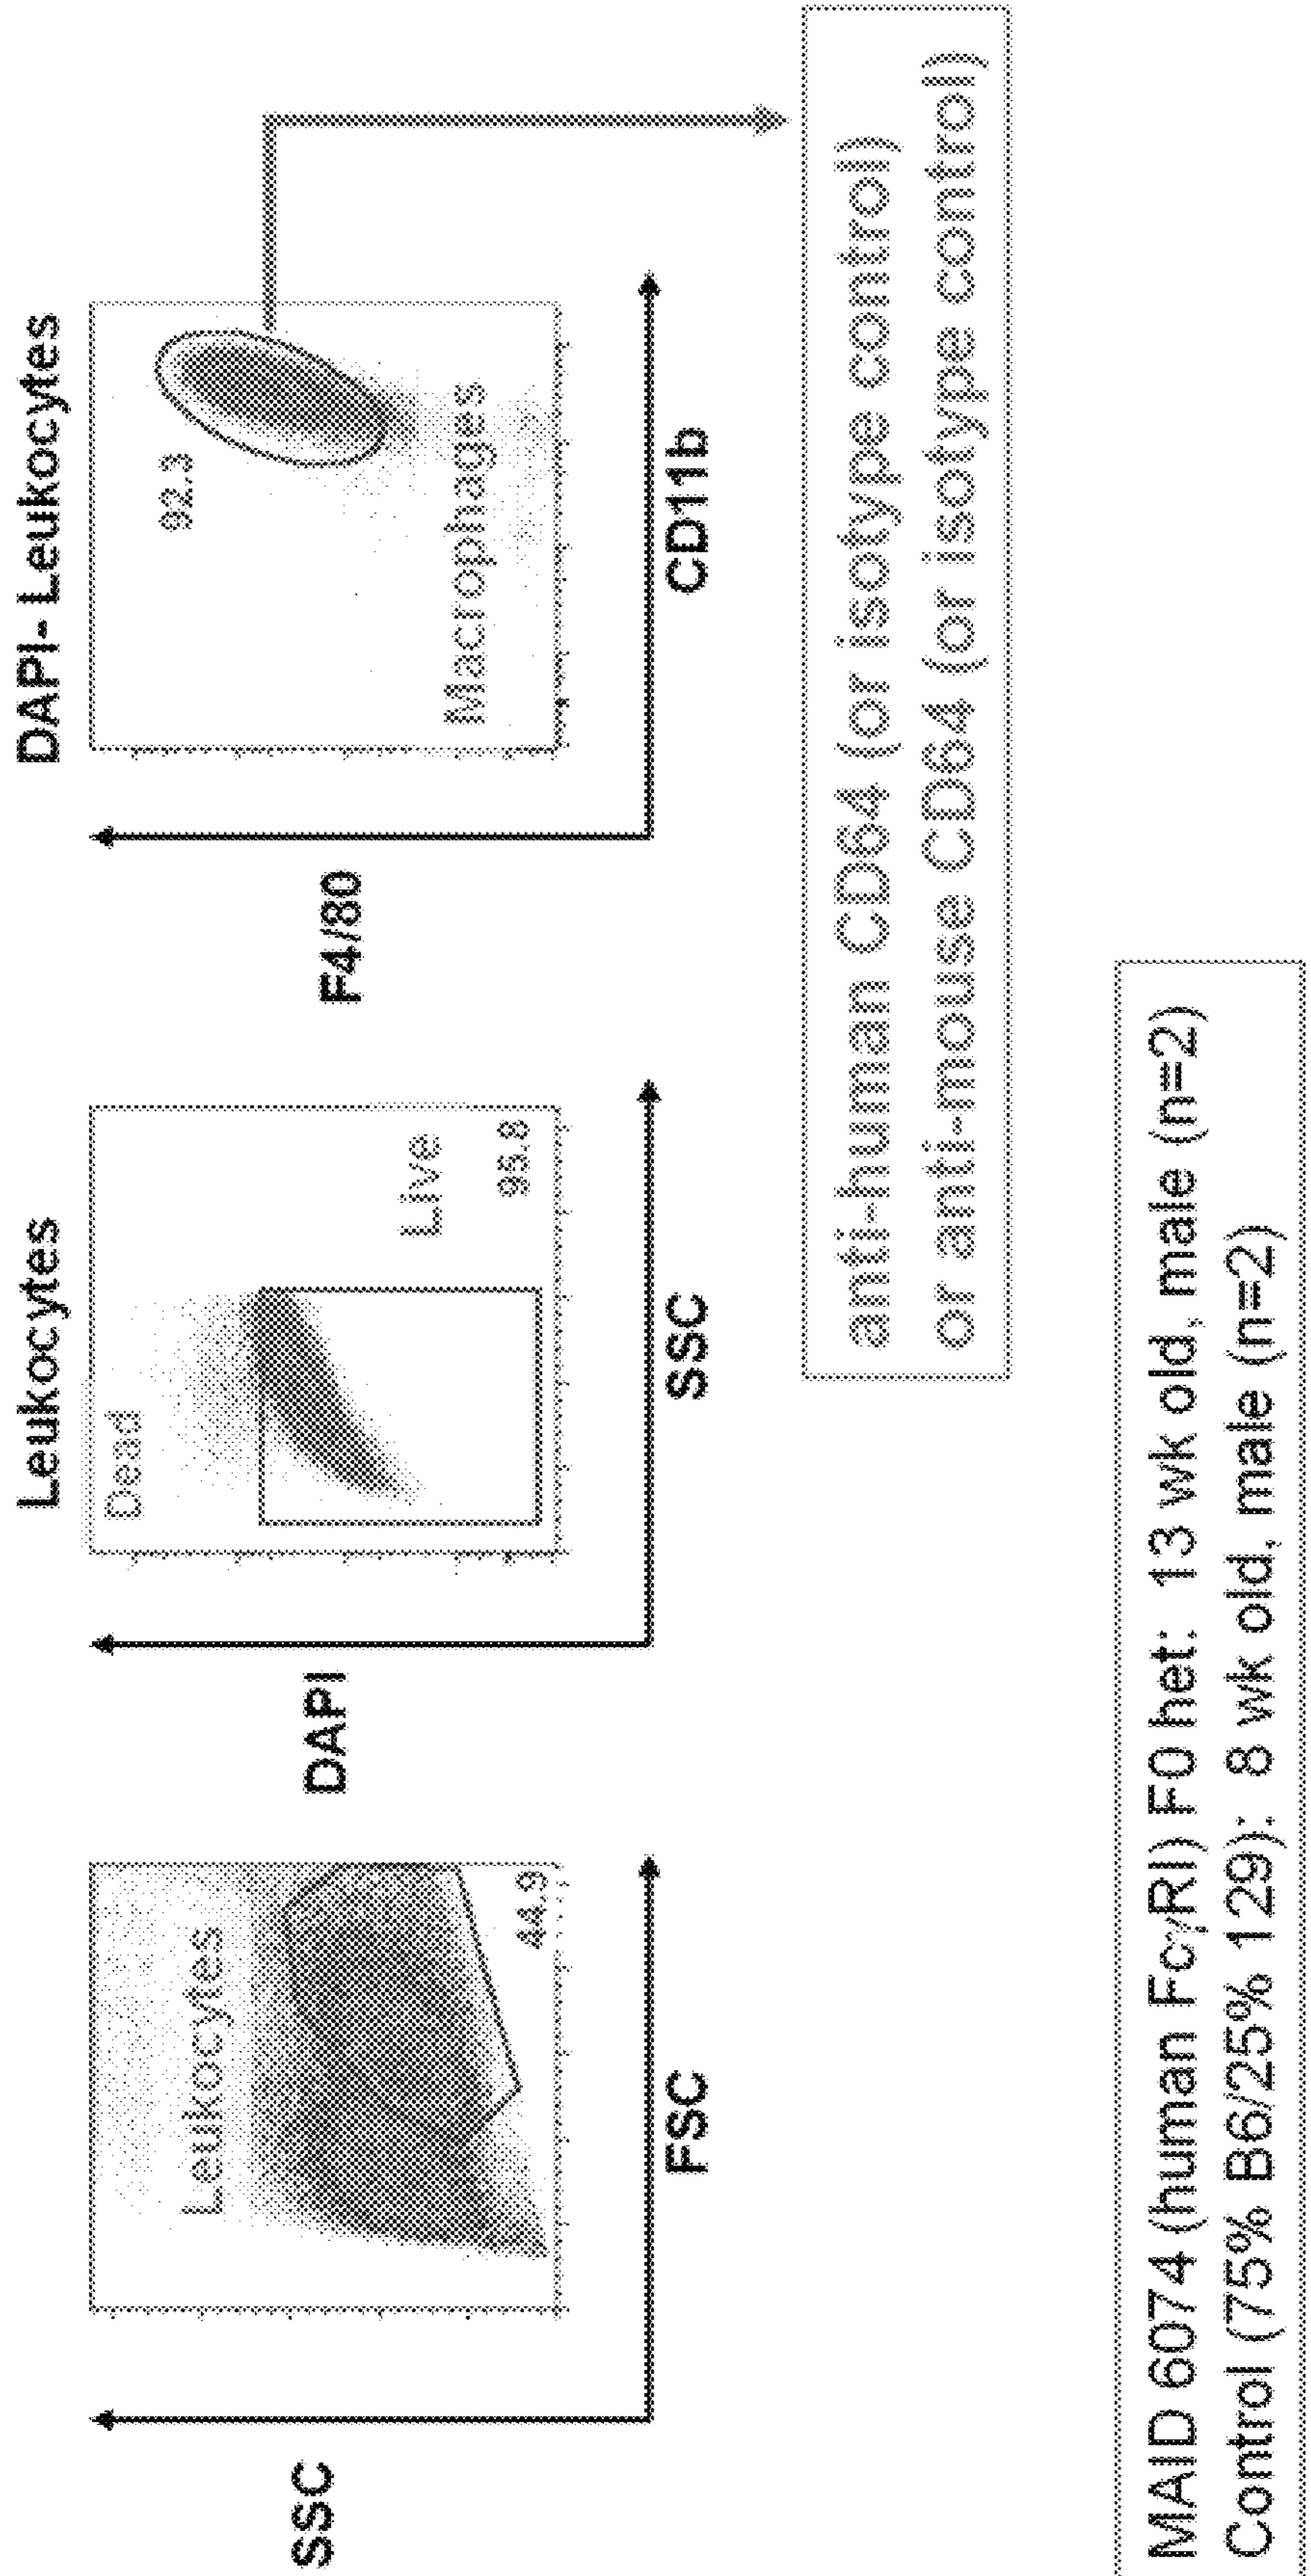 Leukocytes
44.9
SSC
FSC
Leukocytes
Dead
Live
95.8
DAPI
SSC
DAPI- Leukocytes
92.3
Macrophages
F4/80
CD11b
anti-human CD64 (or isotype control)
or anti-mouse CD64 (or isotype control)
MAID 6074 (human FcγRI) F0 het: 13 wk old, male (n=2)
Control (75% B6/25% 129): 8 wk old, male (n=2)